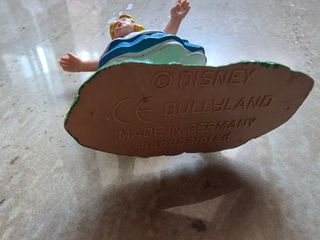 © DISNEY
CE BULLYLAND
MADE IN GERMANY
handpainted